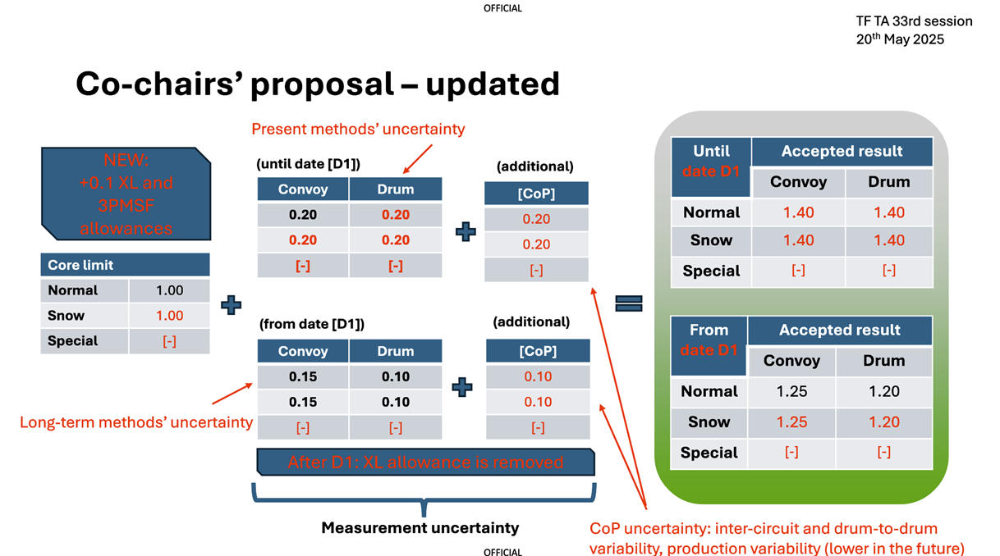 OFFICIAL
TF TA 33rd session
20th May 2025
Co-chairs’ proposal – updated
Present methods’ uncertainty
NEW:
+0.1 XL and
3PMSF
allowances
Core limit
Normal 1.00
Snow 1.00
Special [-]
(until date [D1])
Convoy Drum
0.20 0.20
0.20 0.20
[-] [-]
(additional)
[CoP]
0.20
0.20
[-]
(from date [D1])
Convoy Drum
0.15 0.10
0.15 0.10
[-] [-]
(additional)
[CoP]
0.10
0.10
[-]
Long-term methods’ uncertainty
After D1: XL allowance is removed
Measurement uncertainty
Until Accepted result
date D1
Convoy Drum
Normal 1.40 1.40
Snow 1.40 1.40
Special [-] [-]
From Accepted result
date D1
Convoy Drum
Normal 1.25 1.20
Snow 1.25 1.20
Special [-] [-]
CoP uncertainty: inter-circuit and drum-to-drum
variability, production variability (lower in the future)
OFFICIAL